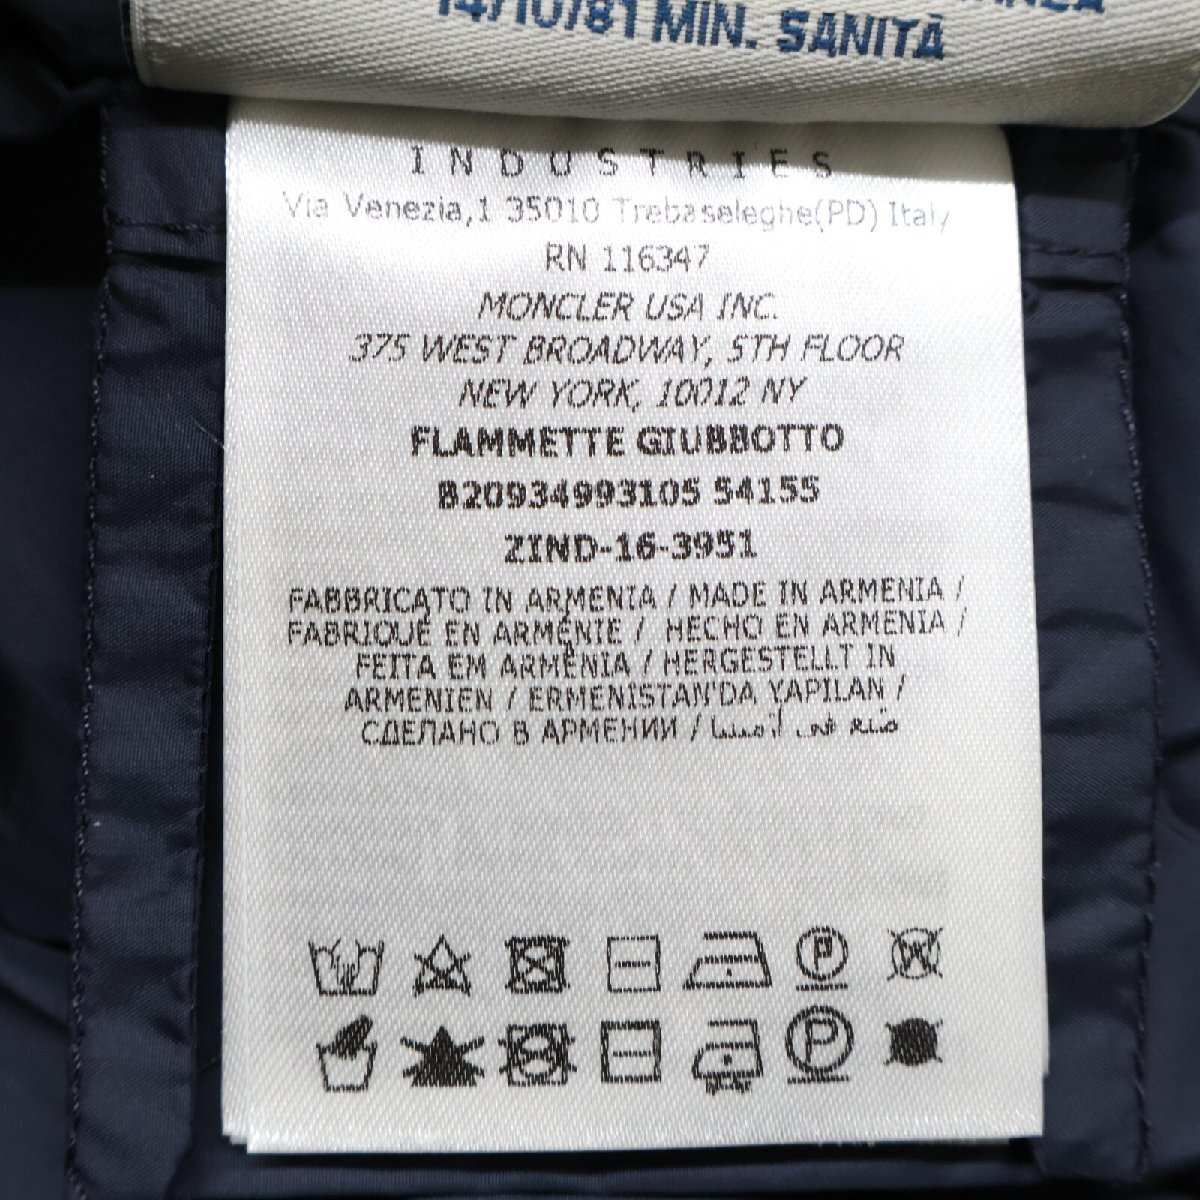 14/10/81 MIN. SANITÀ
INDUSTRIES
Via Venezia,1 35010 Trebaseleghe(PD) Italy
RN 116347
MONCLER USA INC.
375 WEST BROADWAY, 5TH FLOOR
NEW YORK, 10012 NY
FLAMMETTE GIUBBOTTO
B20934993105 54155
ZIND-16-3951
FABBRICATO IN ARMENIA / MADE IN ARMENIA /
FABRIQUÉ EN ARMÉNIE / HECHO EN ARMENIA /
FEITA EM ARMÊNIA / HERGESTELLT IN
ARMENIEN / ERMENISTAN'DA YAPILAN /
СДЕЛАНО В АРМЕНИИ / صنع في أرمينيا
P W
P